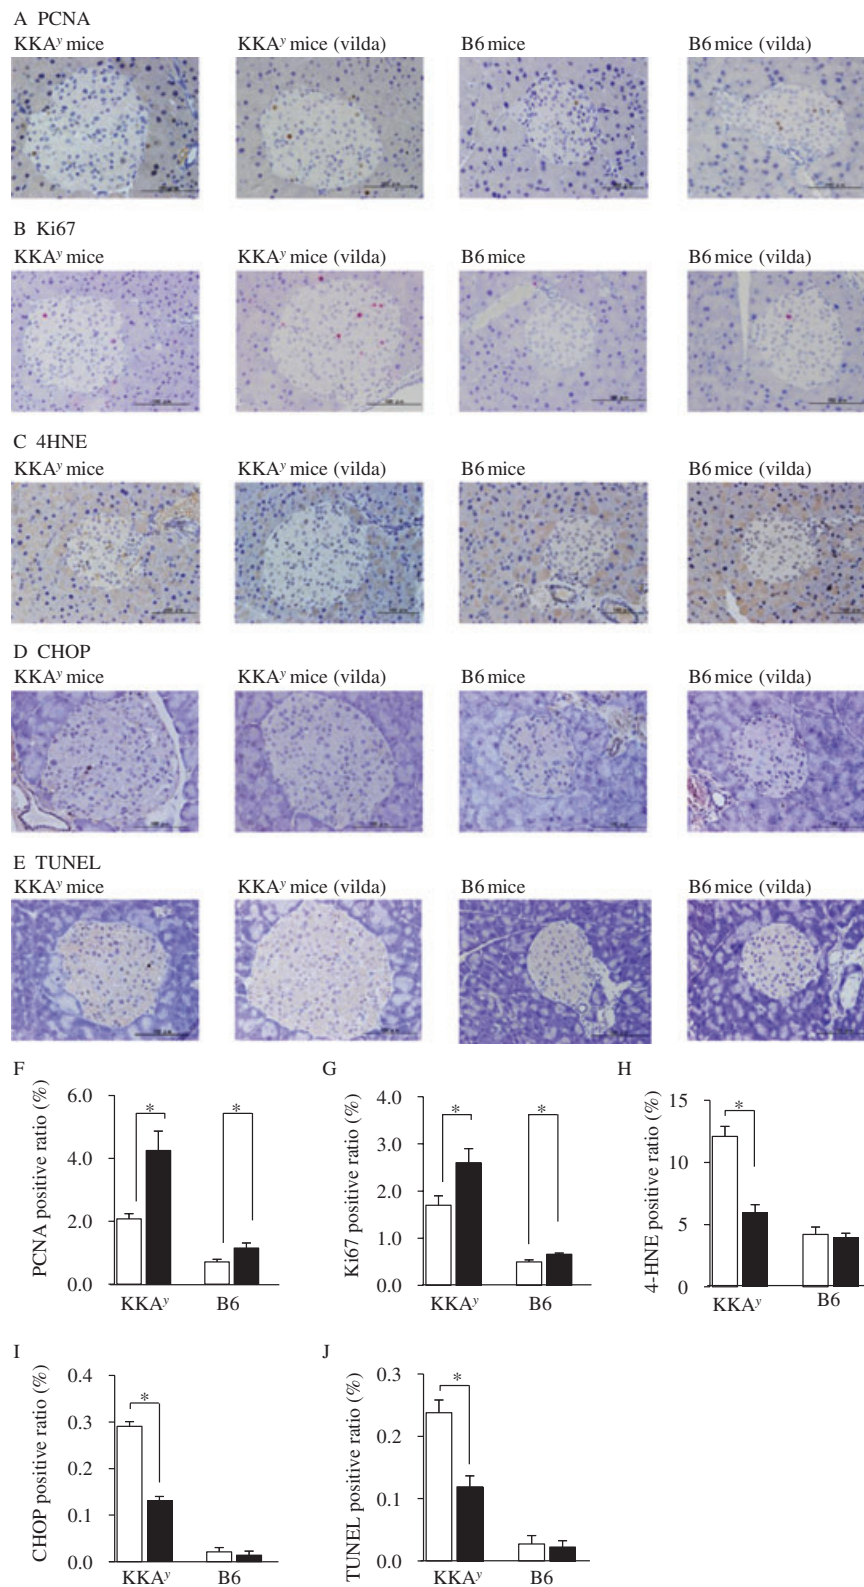 A PCNA
KKAʸ mice KKAʸ mice (vilda) B6 mice B6 mice (vilda)
B Ki67
KKAʸ mice KKAʸ mice (vilda) B6 mice B6 mice (vilda)
C 4HNE
KKAʸ mice KKAʸ mice (vilda) B6 mice B6 mice (vilda)
D CHOP
KKAʸ mice KKAʸ mice (vilda) B6 mice B6 mice (vilda)
E TUNEL
KKAʸ mice KKAʸ mice (vilda) B6 mice B6 mice (vilda)
F
PCNA positive ratio (%)
6.0
4.0
2.0
0.0
*
*
KKAʸ B6
G
Ki67 positive ratio (%)
4.0
3.0
2.0
1.0
0.0
*
*
KKAʸ B6
H
4-HNE positive ratio (%)
15
10
5
0
*
KKAʸ B6
I
CHOP positive ratio (%)
0.4
0.3
0.2
0.1
0.0
*
KKAʸ B6
J
TUNEL positive ratio (%)
0.3
0.2
0.1
0.0
*
KKAʸ B6